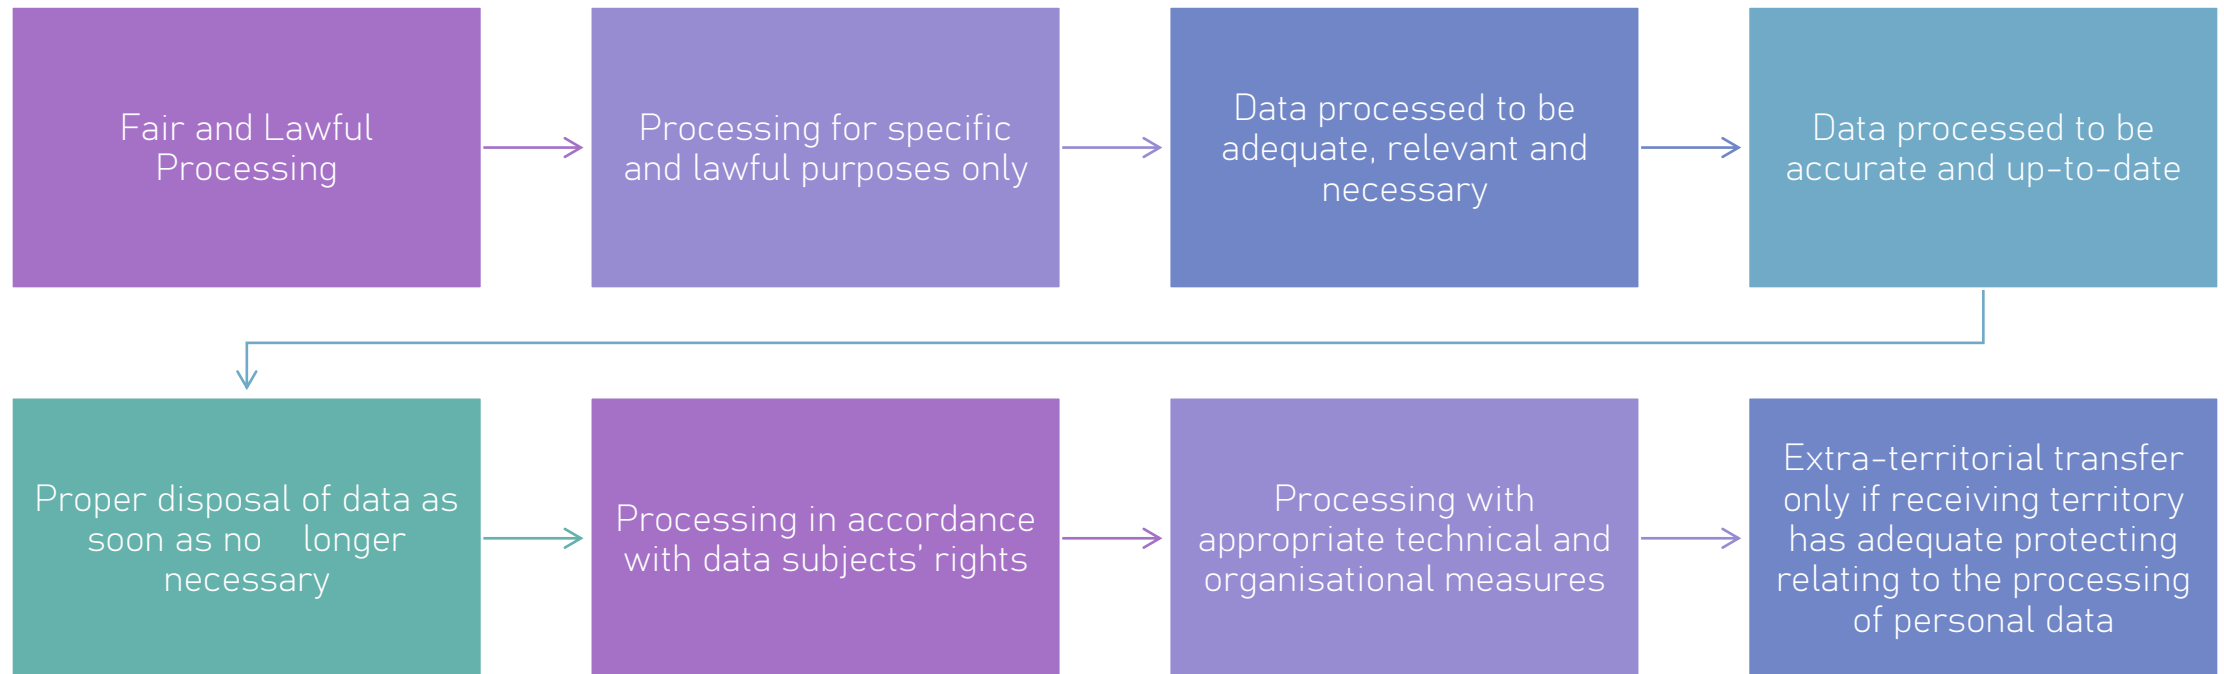 Fair and Lawful
Processing
Processing for specific
and lawful purposes only
Data processed to be
adequate, relevant and
necessary
Data processed to be
accurate and up-to-date
Proper disposal of data as
soon as no longer
necessary
Processing in accordance
with data subjects' rights
Processing with
appropriate technical and
organisational measures
Extra-territorial transfer
only if receiving territory
has adequate protecting
relating to the processing
of personal data